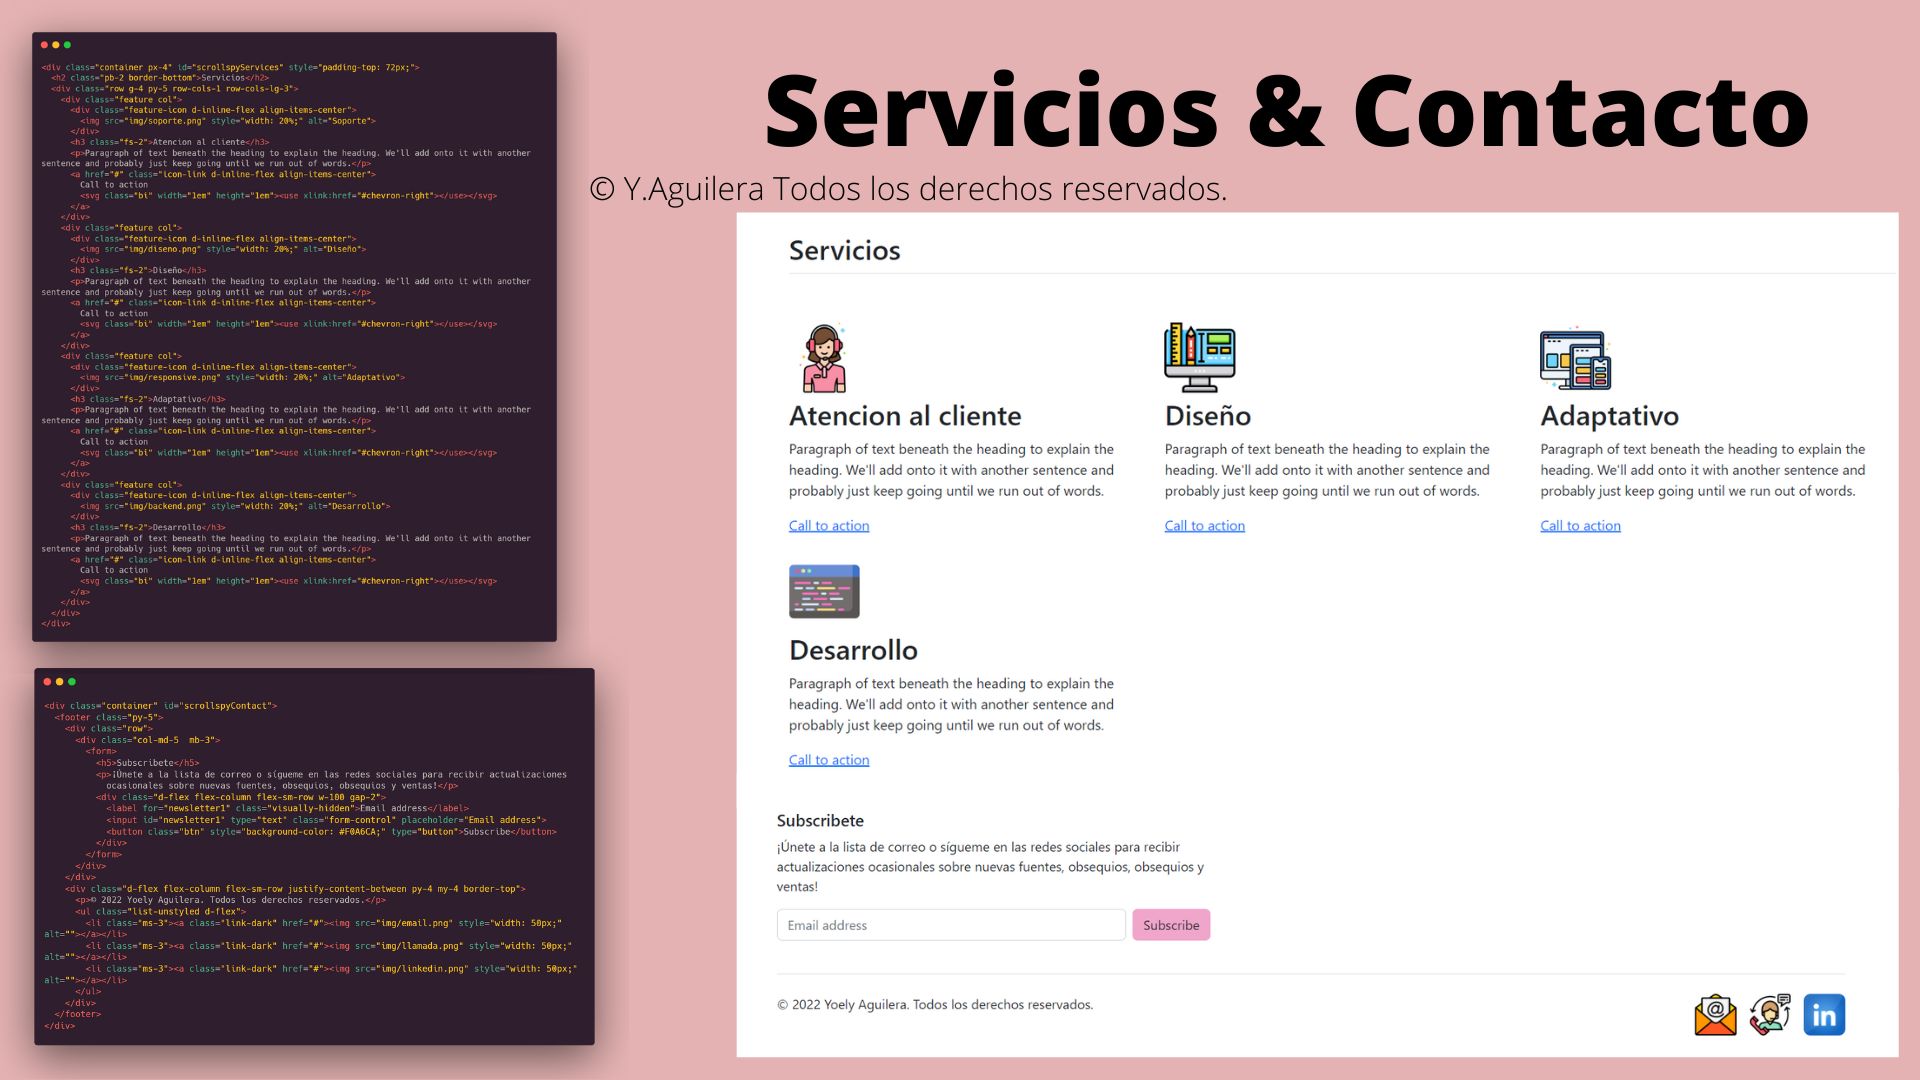 <div class="container px-4" id="scrollspyServices" style="padding-top: 72px;">
<h2 class="pb-2 border-bottom">Servicios</h2>
<div class="row g-4 py-5 row-cols-1 row-cols-lg-3">
<div class="feature col">
<div class="feature-icon d-inline-flex align-items-center">
<img src="img/soporte.png" style="width: 20%;" alt="Soporte">
</div>
<h3 class="fs-2">Atencion al cliente</h3>
<p>Paragraph of text beneath the heading to explain the heading. We'll add onto it with another
sentence and probably just keep going until we run out of words.</p>
<a href="#" class="icon-link d-inline-flex align-items-center">
Call to action
<svg class="bi" width="1em" height="1em"><use xlink:href="#chevron-right"></use></svg>
</a>
</div>
<div class="feature col">
<div class="feature-icon d-inline-flex align-items-center">
<img src="img/diseno.png" style="width: 20%;" alt="Diseño">
</div>
<h3 class="fs-2">Diseño</h3>
<p>Paragraph of text beneath the heading to explain the heading. We'll add onto it with another
sentence and probably just keep going until we run out of words.</p>
<a href="#" class="icon-link d-inline-flex align-items-center">
Call to action
<svg class="bi" width="1em" height="1em"><use xlink:href="#chevron-right"></use></svg>
</a>
</div>
<div class="feature col">
<div class="feature-icon d-inline-flex align-items-center">
<img src="img/responsive.png" style="width: 20%;" alt="Adaptativo">
</div>
<h3 class="fs-2">Adaptativo</h3>
<p>Paragraph of text beneath the heading to explain the heading. We'll add onto it with another
sentence and probably just keep going until we run out of words.</p>
<a href="#" class="icon-link d-inline-flex align-items-center">
Call to action
<svg class="bi" width="1em" height="1em"><use xlink:href="#chevron-right"></use></svg>
</a>
</div>
<div class="feature col">
<div class="feature-icon d-inline-flex align-items-center">
<img src="img/backend.png" style="width: 20%;" alt="Desarrollo">
</div>
<h3 class="fs-2">Desarrollo</h3>
<p>Paragraph of text beneath the heading to explain the heading. We'll add onto it with another
sentence and probably just keep going until we run out of words.</p>
<a href="#" class="icon-link d-inline-flex align-items-center">
Call to action
<svg class="bi" width="1em" height="1em"><use xlink:href="#chevron-right"></use></svg>
</a>
</div>
</div>
</div>
<div class="container" id="scrollspyContact">
<footer class="py-5">
<div class="row">
<div class="col-md-5  mb-3">
<form>
<h5>Subscribete</h5>
<p>¡Únete a la lista de correo o sígueme en las redes sociales para recibir actualizaciones
ocasionales sobre nuevas fuentes, obsequios, obsequios y ventas!</p>
<div class="d-flex flex-column flex-sm-row w-100 gap-2">
<label for="newsletter1" class="visually-hidden">Email address</label>
<input id="newsletter1" type="text" class="form-control" placeholder="Email address">
<button class="btn" style="background-color: #F0A6CA;" type="button">Subscribe</button>
</div>
</form>
</div>
</div>
<div class="d-flex flex-column flex-sm-row justify-content-between py-4 my-4 border-top">
<p>© 2022 Yoely Aguilera. Todos los derechos reservados.</p>
<ul class="list-unstyled d-flex">
<li class="ms-3"><a class="link-dark" href="#"><img src="img/email.png" style="width: 50px;"
alt=""></a></li>
<li class="ms-3"><a class="link-dark" href="#"><img src="img/llamada.png" style="width: 50px;"
alt=""></a></li>
<li class="ms-3"><a class="link-dark" href="#"><img src="img/linkedin.png" style="width: 50px;"
alt=""></a></li>
</ul>
</div>
</footer>
</div>
Servicios & Contacto
© Y.Aguilera Todos los derechos reservados.
Servicios
Atencion al cliente
Paragraph of text beneath the heading to explain the
heading. We'll add onto it with another sentence and
probably just keep going until we run out of words.
Call to action
Diseño
Paragraph of text beneath the heading to explain the
heading. We'll add onto it with another sentence and
probably just keep going until we run out of words.
Call to action
Adaptativo
Paragraph of text beneath the heading to explain the
heading. We'll add onto it with another sentence and
probably just keep going until we run out of words.
Call to action
Desarrollo
Paragraph of text beneath the heading to explain the
heading. We'll add onto it with another sentence and
probably just keep going until we run out of words.
Call to action
Subscribete
¡Únete a la lista de correo o sígueme en las redes sociales para recibir
actualizaciones ocasionales sobre nuevas fuentes, obsequios, obsequios y
ventas!
Email address
Subscribe
© 2022 Yoely Aguilera. Todos los derechos reservados.
@
in